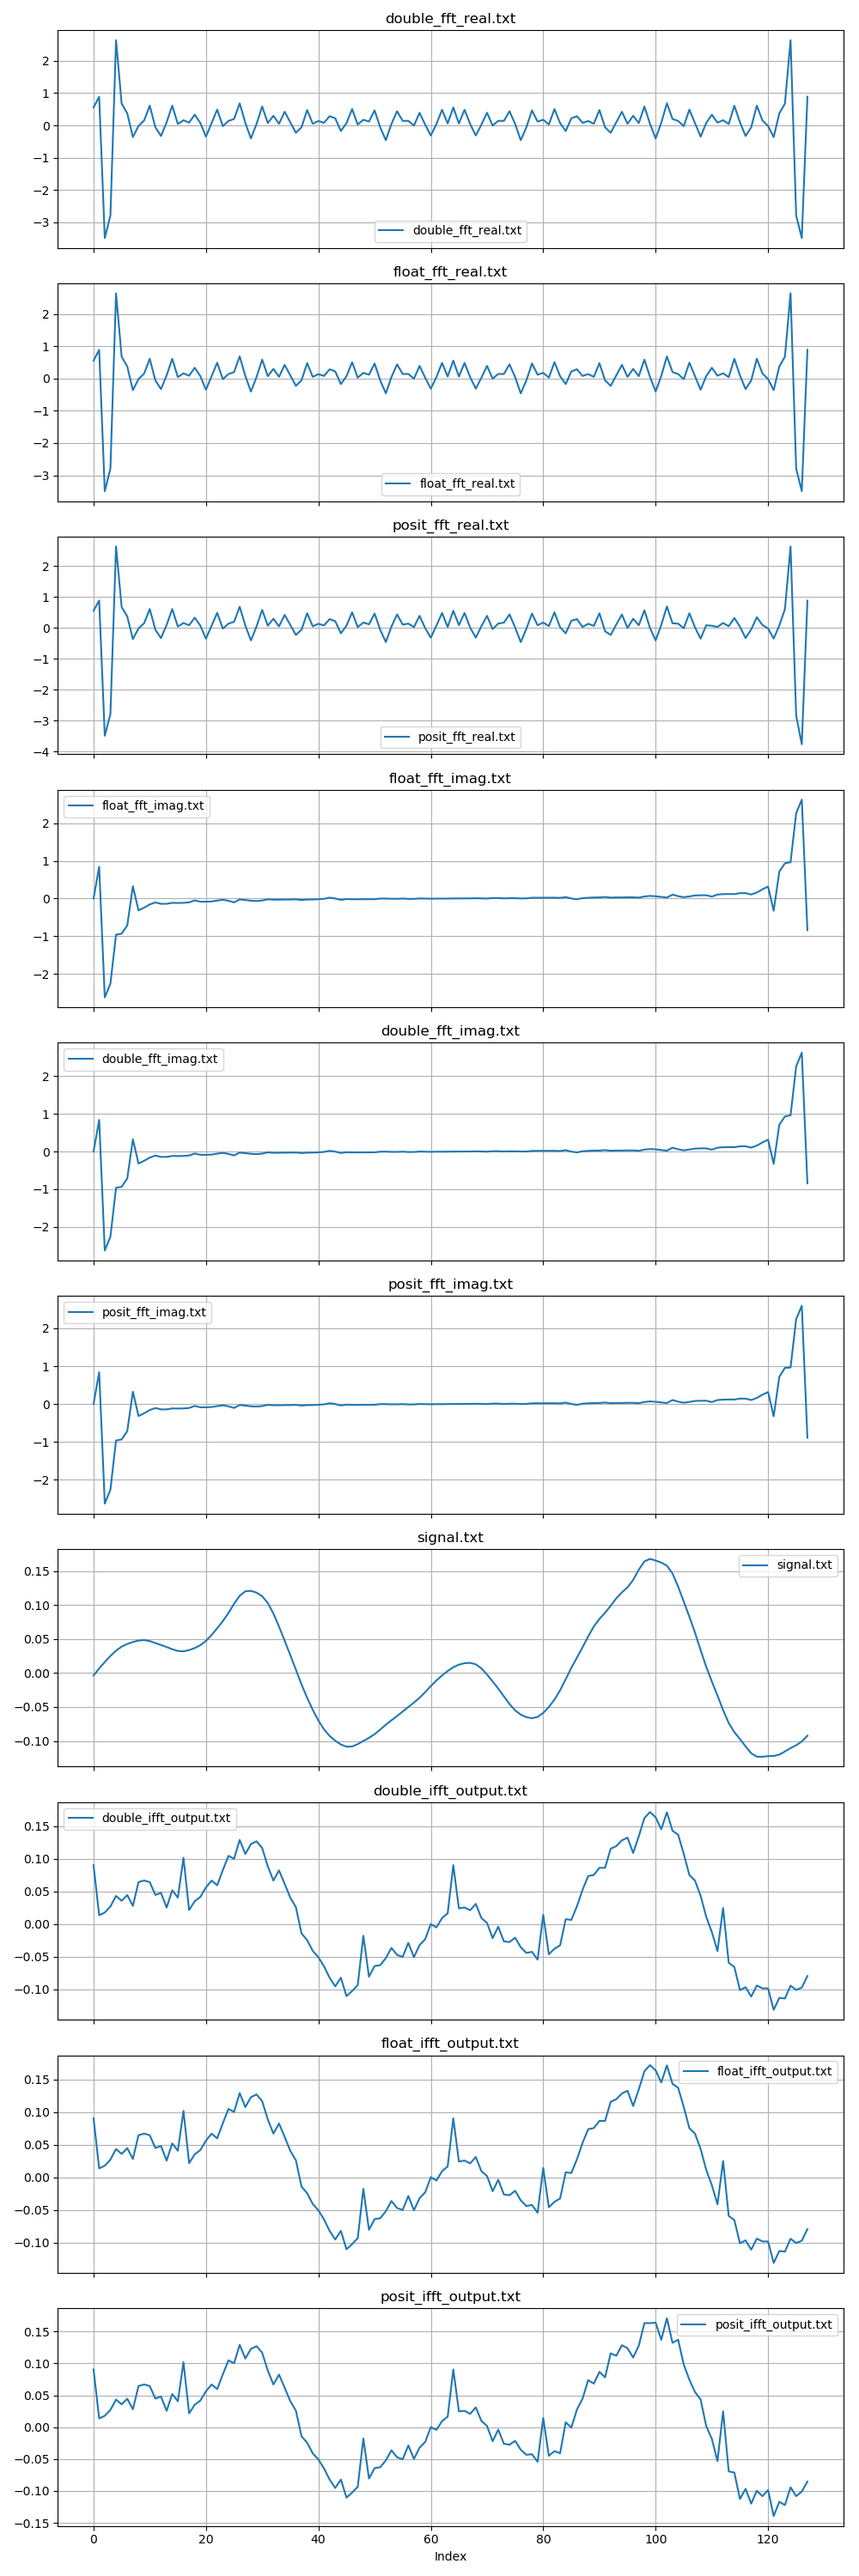 double_fft_real.txt
2
1
0
−1
−2
−3
double_fft_real.txt
float_fft_real.txt
2
1
0
−1
−2
−3
float_fft_real.txt
posit_fft_real.txt
2
1
0
−1
−2
−3
−4
posit_fft_real.txt
float_fft_imag.txt
float_fft_imag.txt
2
1
0
−1
−2
double_fft_imag.txt
double_fft_imag.txt
2
1
0
−1
−2
posit_fft_imag.txt
posit_fft_imag.txt
2
1
0
−1
−2
signal.txt
signal.txt
0.15
0.10
0.05
0.00
−0.05
−0.10
double_ifft_output.txt
double_ifft_output.txt
0.15
0.10
0.05
0.00
−0.05
−0.10
float_ifft_output.txt
float_ifft_output.txt
0.15
0.10
0.05
0.00
−0.05
−0.10
posit_ifft_output.txt
posit_ifft_output.txt
0.15
0.10
0.05
0.00
−0.05
−0.10
−0.15
0 20 40 60 80 100 120
Index